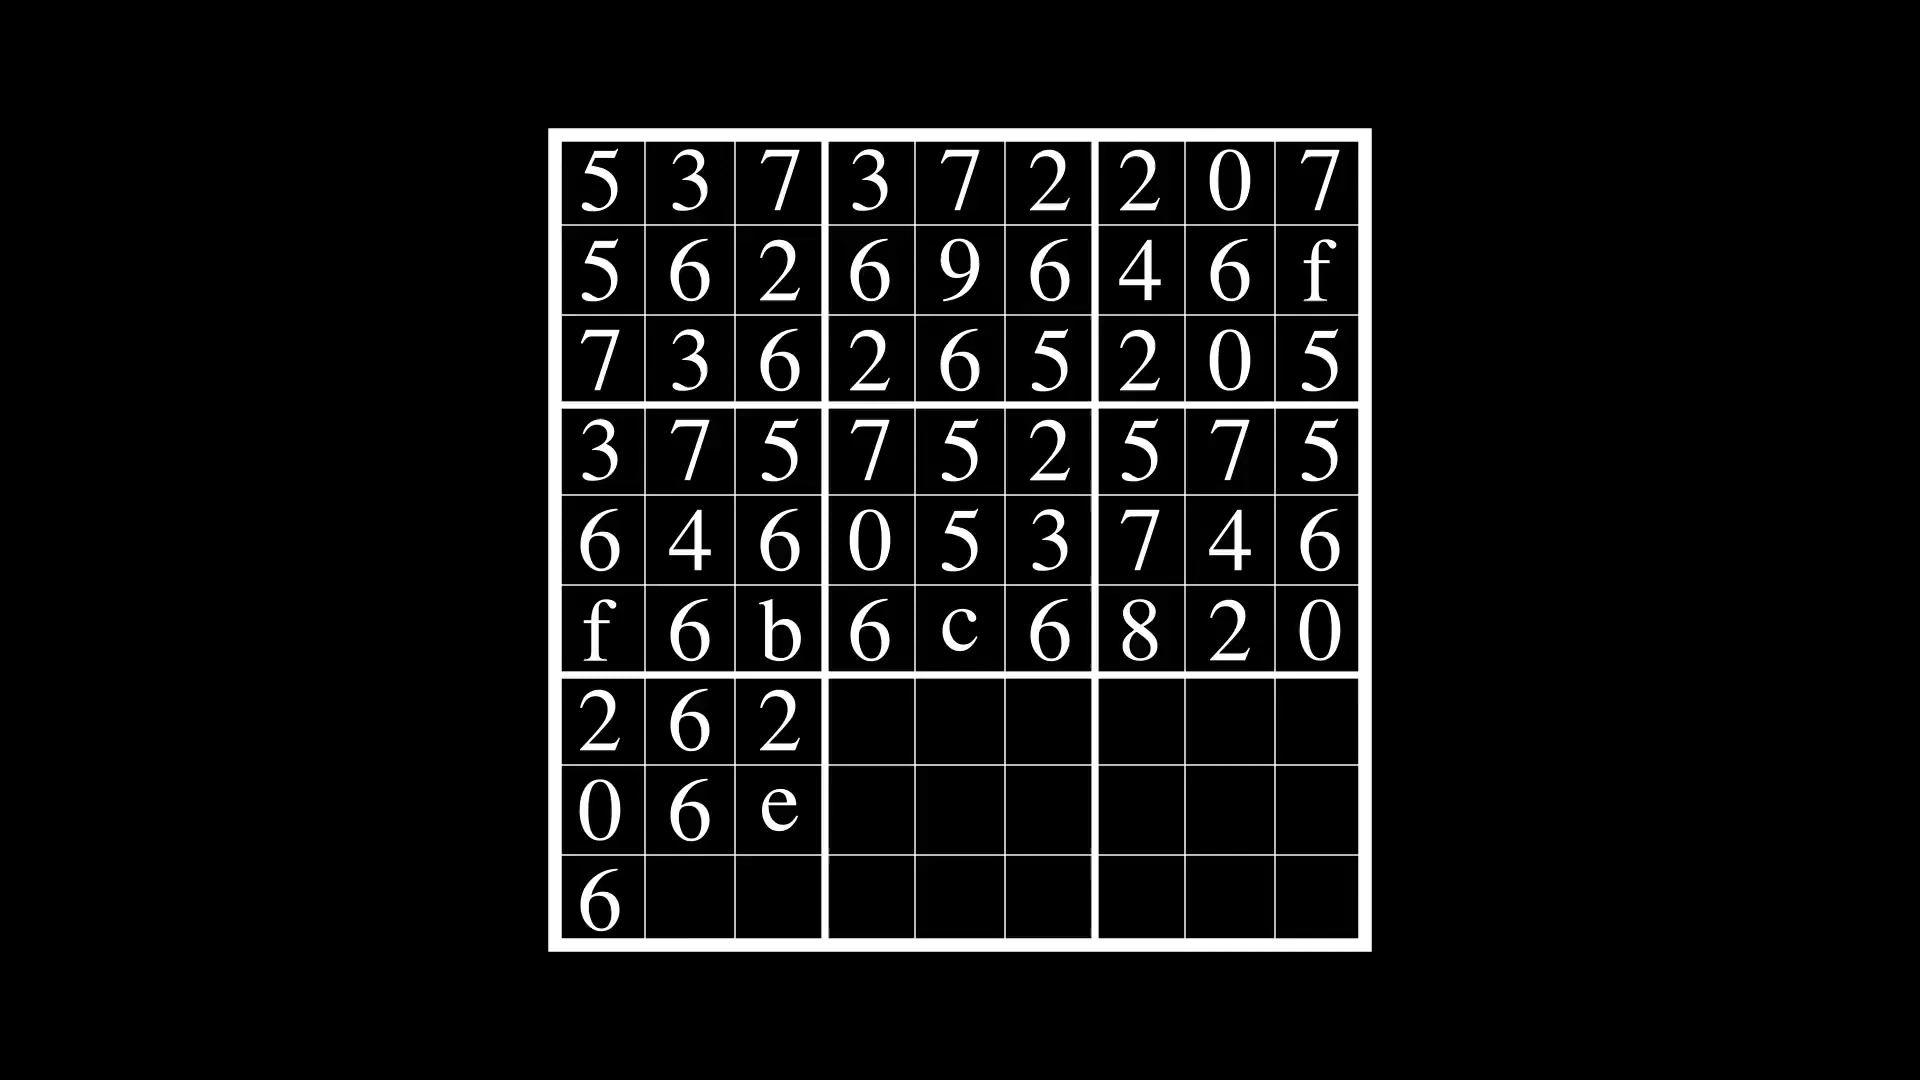 5 3 7 3 7 2 2 0 7
5 6 2 6 9 6 4 6 f
7 3 6 2 6 5 2 0 5
3 7 5 7 5 2 5 7 5
6 4 6 0 5 3 7 4 6
f 6 b 6 c 6 8 2 0
2 6 2
0 6 e
6